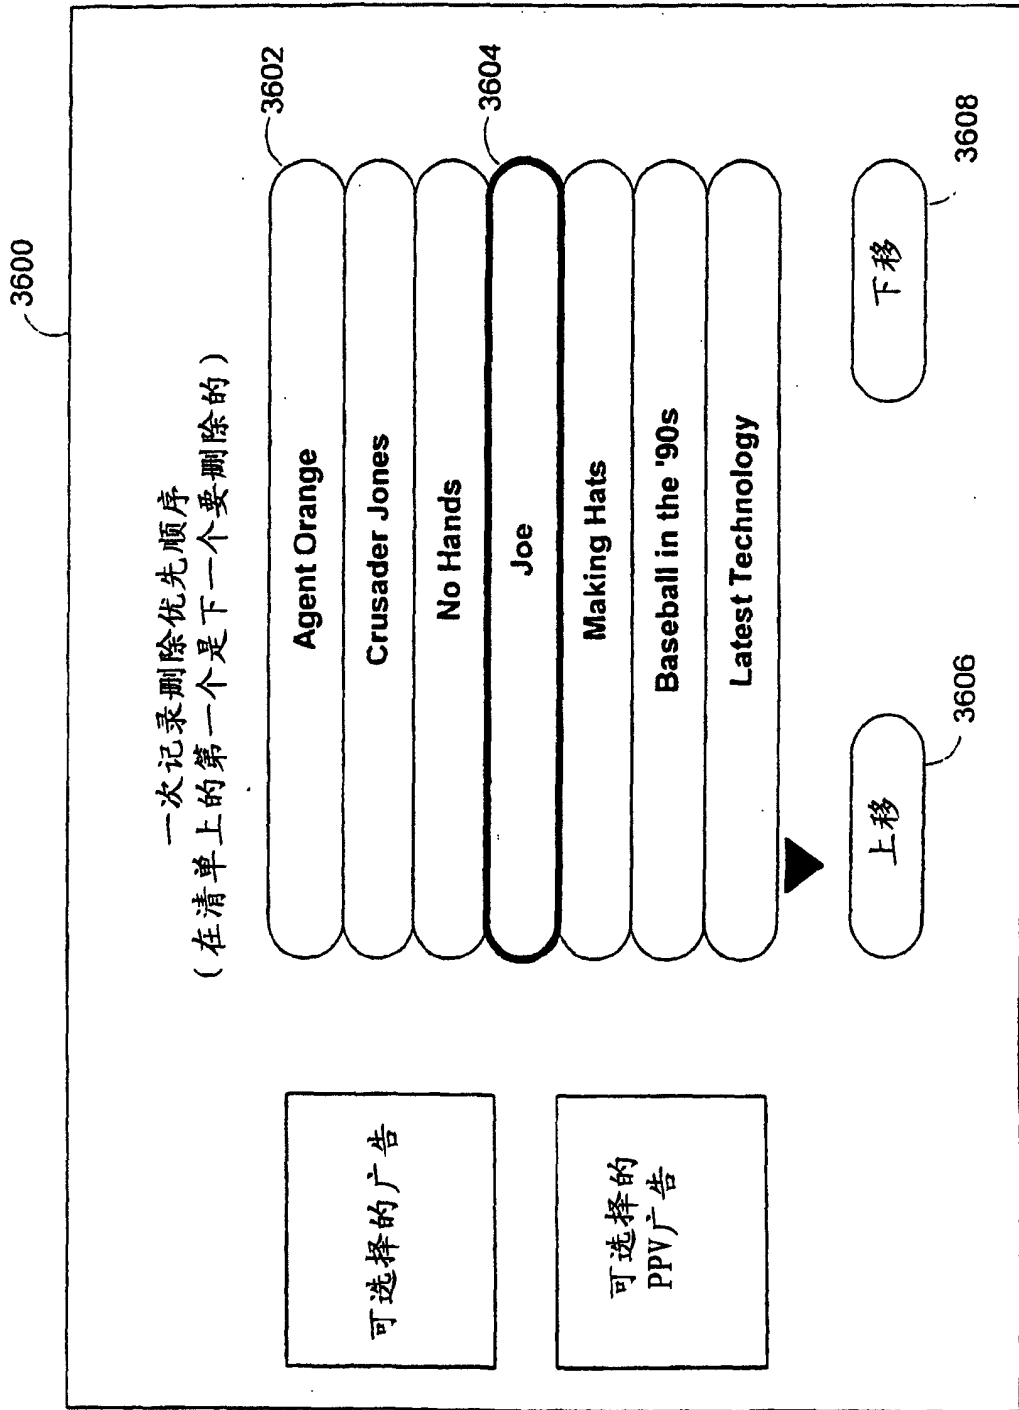 3600
一次记录删除优先顺序
(在清单上的第一个是下一个要删除的)
3602
Agent Orange
Crusader Jones
No Hands
3604
Joe
Making Hats
Baseball in the '90s
Latest Technology
可选择的广告
可选择的
PPV广告
上移
3606
下移
3608